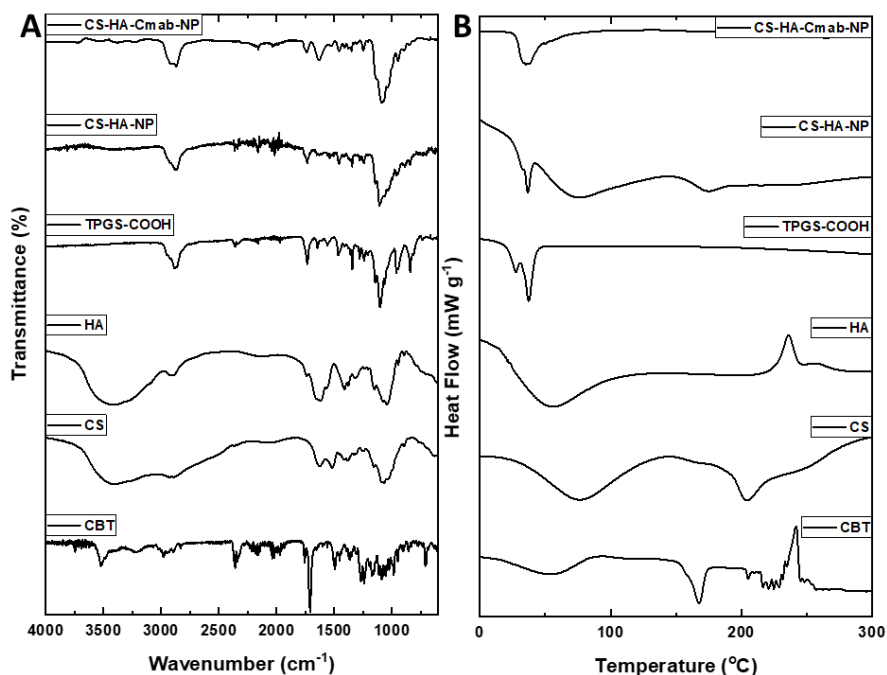 A
CS-HA-Cmab-NP
CS-HA-NP
TPGS-COOH
HA
CS
CBT
Transmittance (%)
4000 3500 3000 2500 2000 1500 1000
Wavenumber (cm⁻¹)
B
CS-HA-Cmab-NP
CS-HA-NP
TPGS-COOH
HA
CS
CBT
Heat Flow (mW g⁻¹)
0 100 200 300
Temperature (°C)